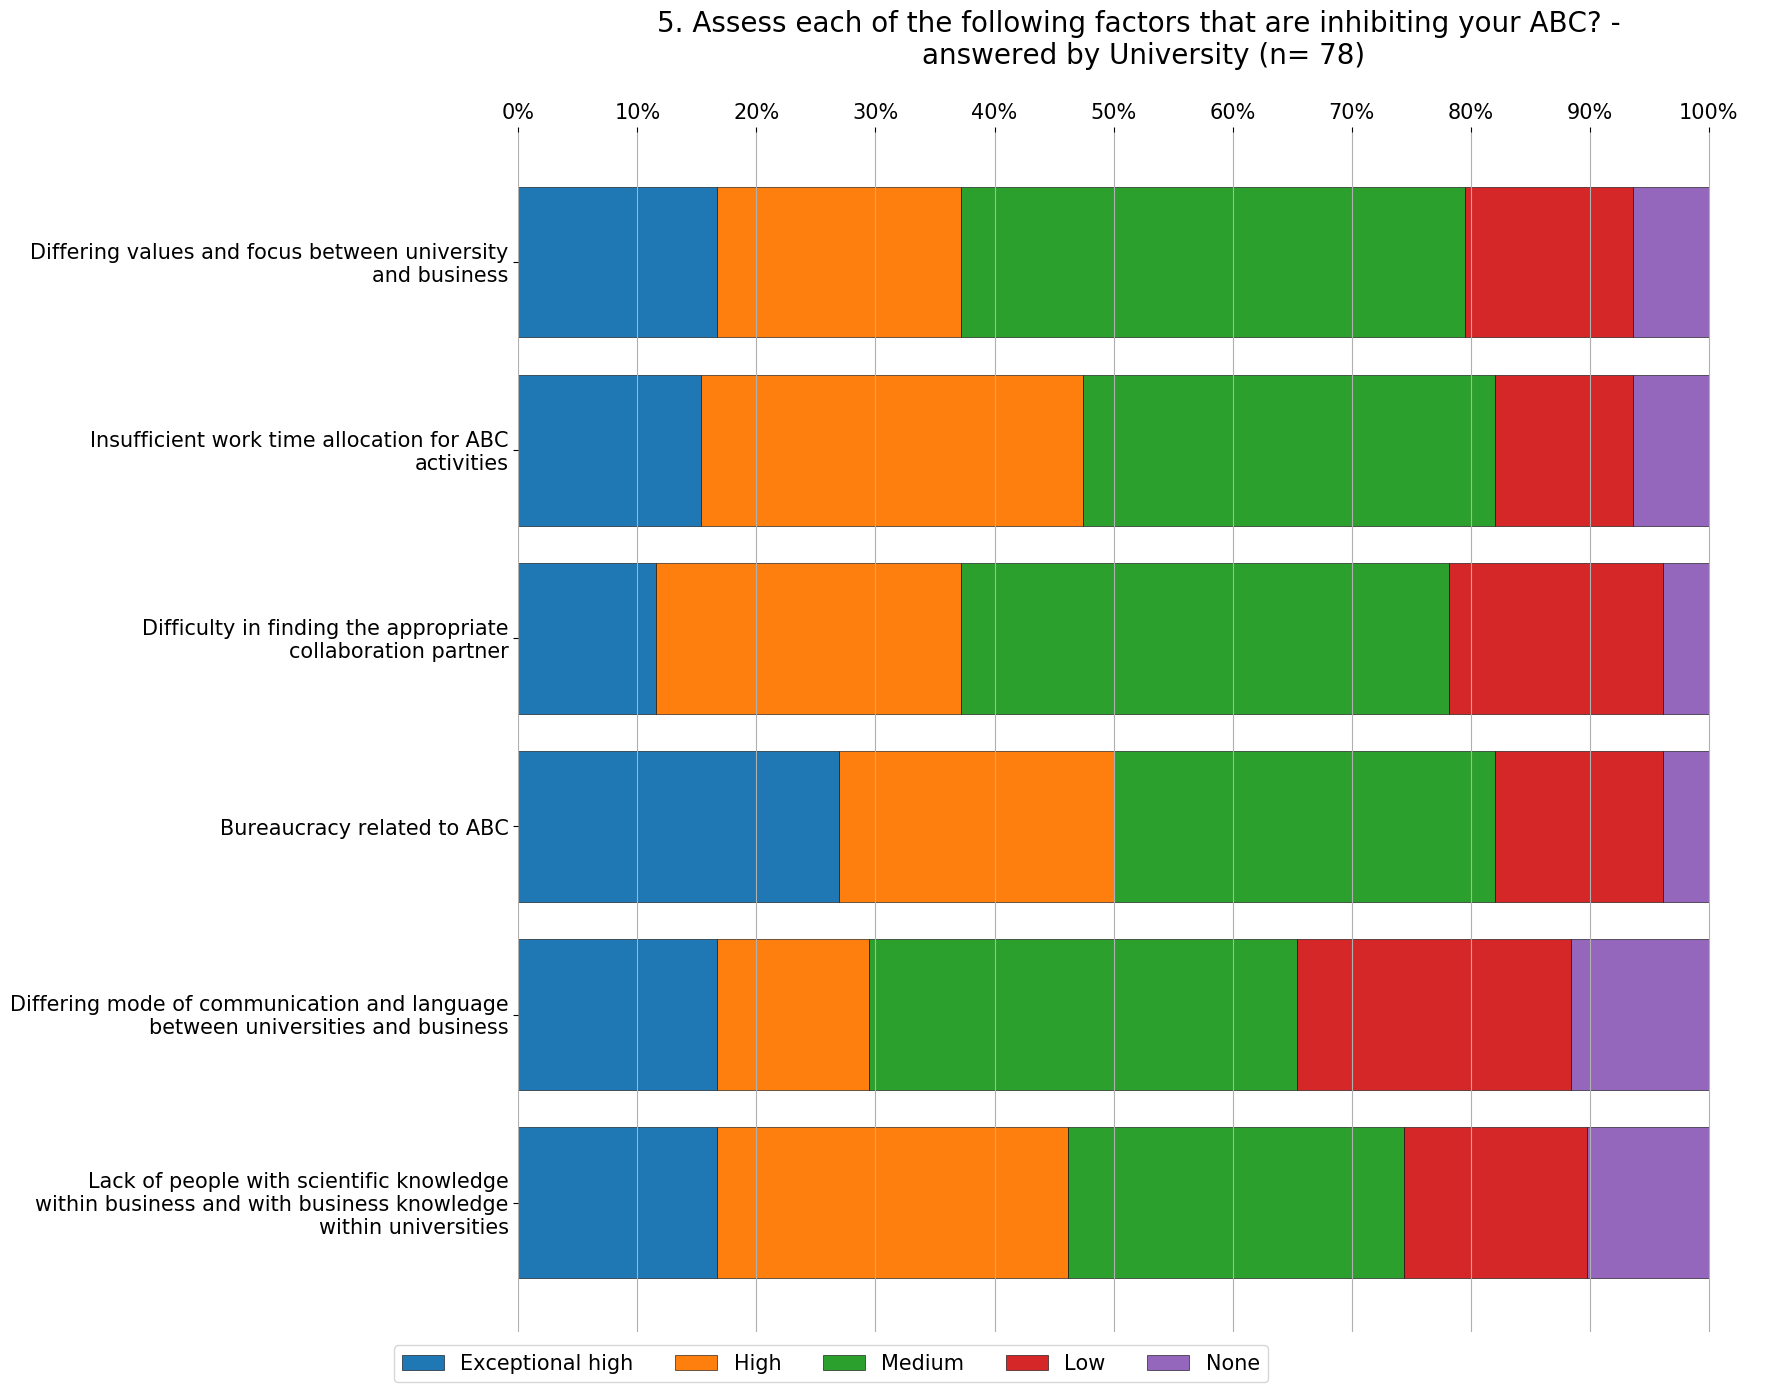 5. Assess each of the following factors that are inhibiting your ABC? -
answered by University (n= 78)
0% 10% 20% 30% 40% 50% 60% 70% 80% 90% 100%
Differing values and focus between university
and business
Insufficient work time allocation for ABC
activities
Difficulty in finding the appropriate
collaboration partner
Bureaucracy related to ABC
Differing mode of communication and language
between universities and business
Lack of people with scientific knowledge
within business and with business knowledge
within universities
Exceptional high High Medium Low None